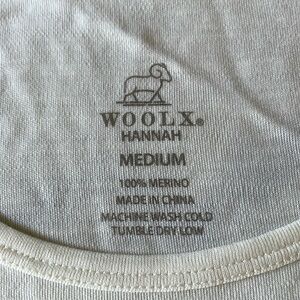 WOOLX®
HANNAH
MEDIUM
100% MERINO
MADE IN CHINA
MACHINE WASH COLD
TUMBLE DRY LOW